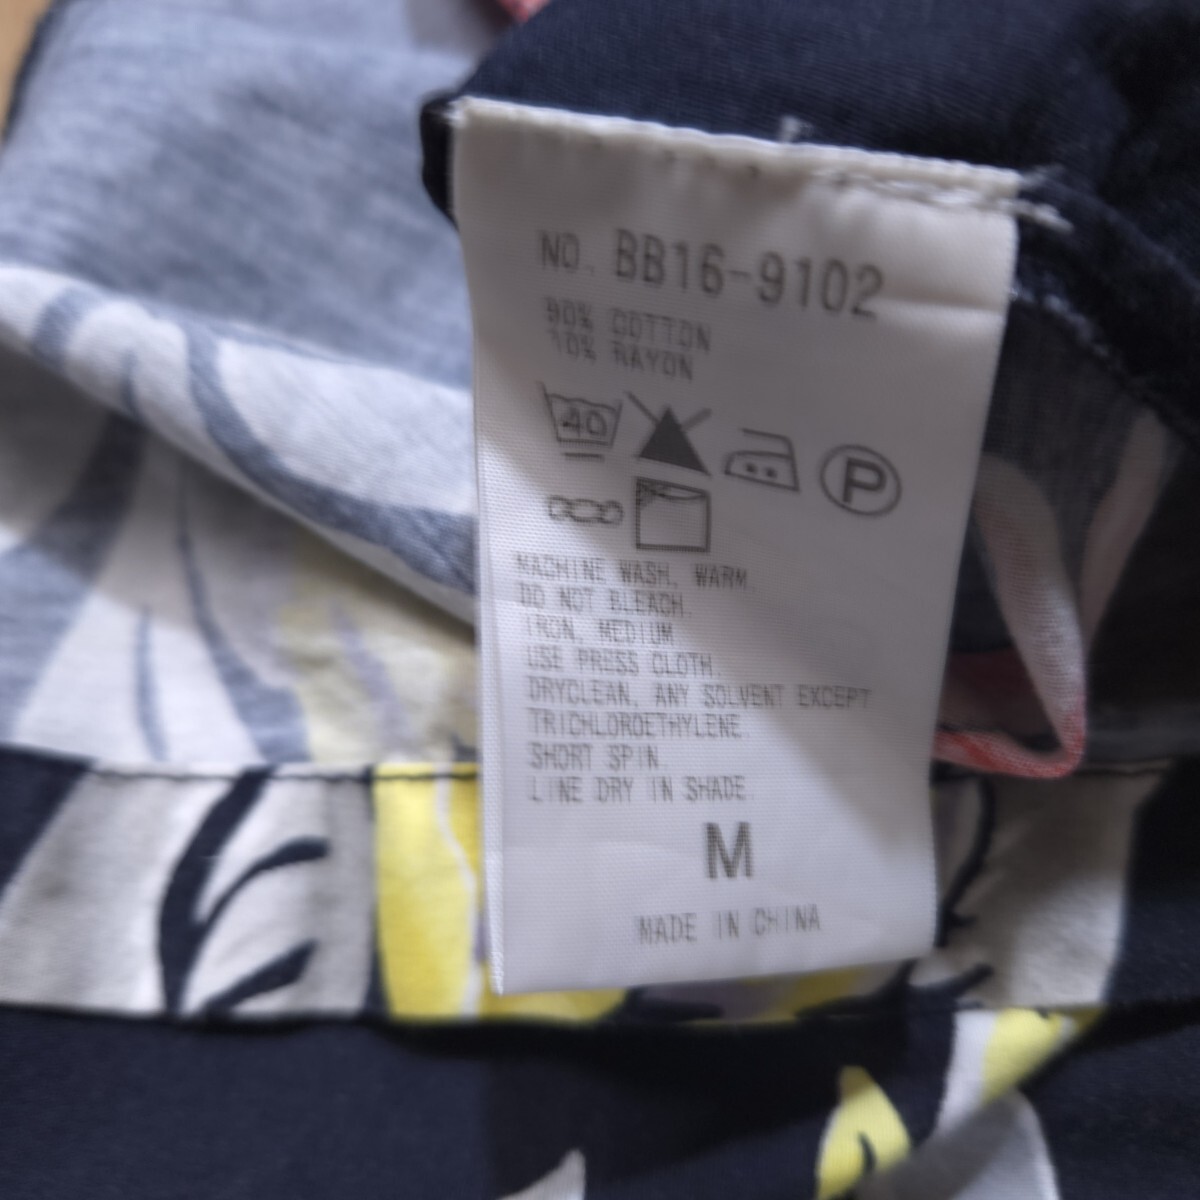 NO. BB16-9102
90% COTTON
10% RAYON
40
P
MACHINE WASH, WARM.
DO NOT BLEACH.
IRON, MEDIUM.
USE PRESS CLOTH.
DRYCLEAN, ANY SOLVENT EXCEPT
TRICHLOROETHYLENE.
SHORT SPIN.
LINE DRY IN SHADE.
M
MADE IN CHINA